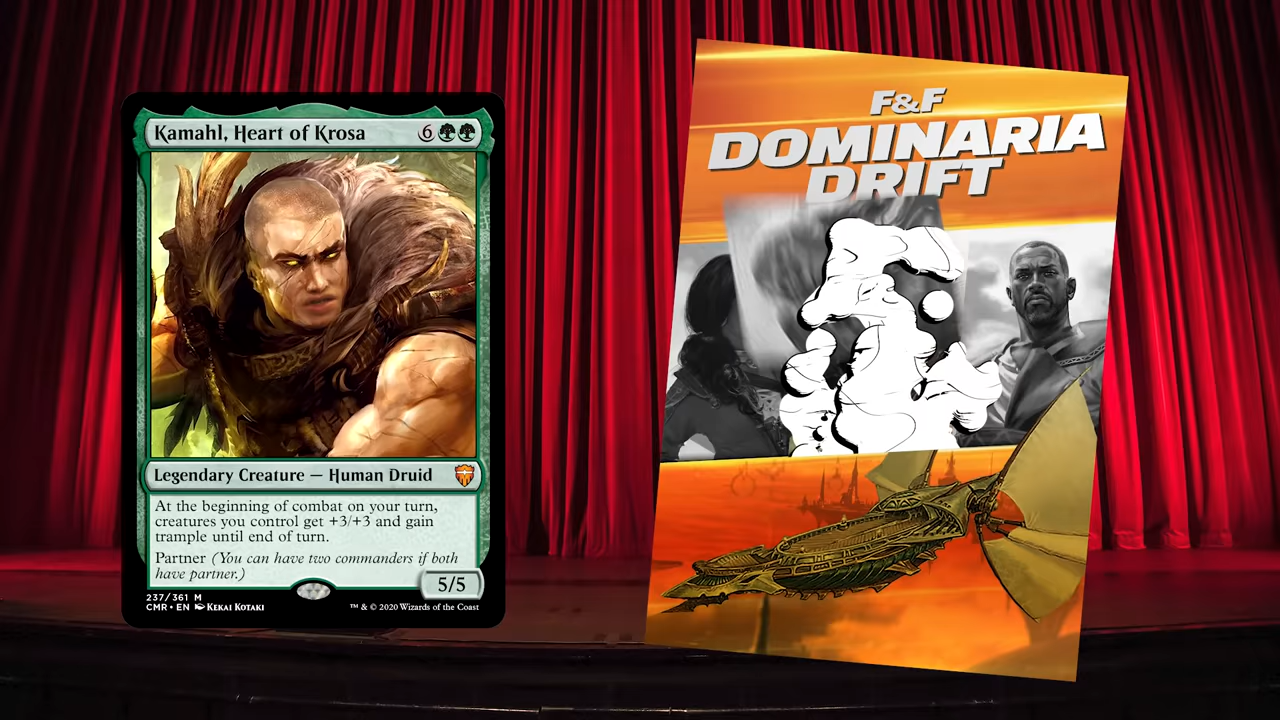 Kamahl, Heart of Krosa 6
Legendary Creature — Human Druid
At the beginning of combat on your turn,
creatures you control get +3/+3 and gain
trample until end of turn.
Partner (You can have two commanders if both
have partner.)
5/5
237/361 M
CMR • EN Kekai Kotaki
™ & © 2020 Wizards of the Coast
F&F
DOMINARIA
DRIFT